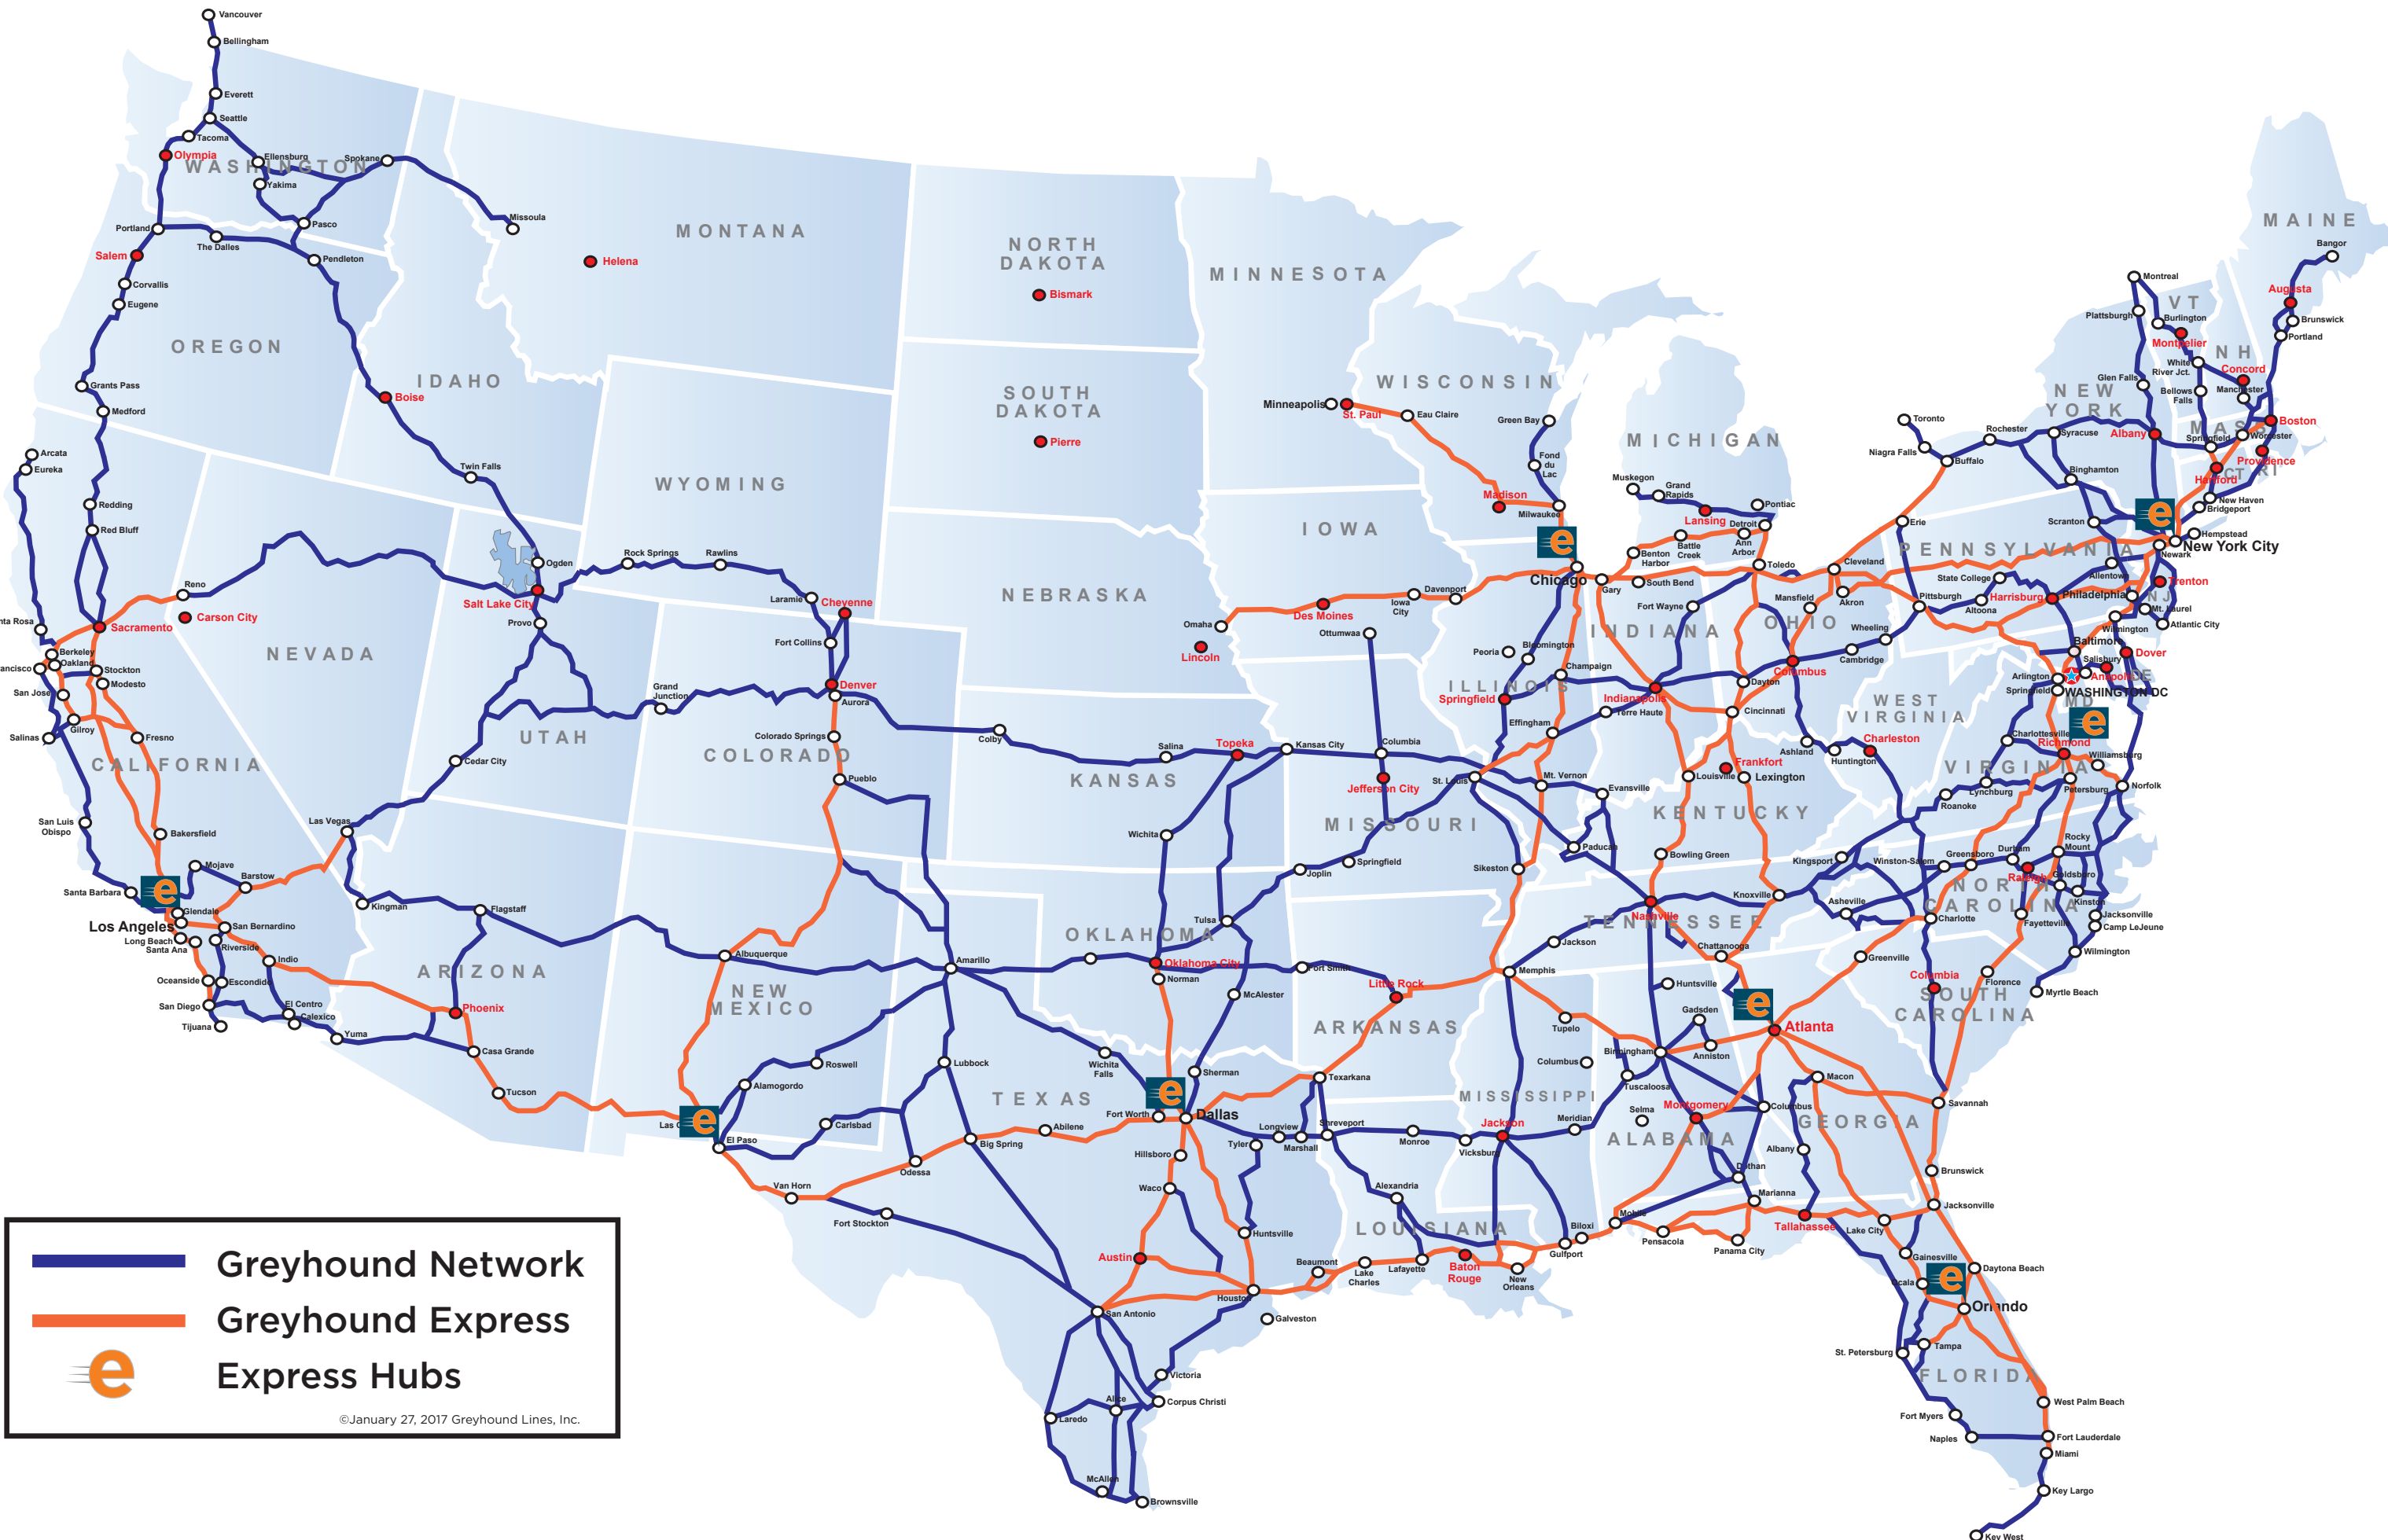 Vancouver
Bellingham
Everett
Seattle
Tacoma
Olympia
WASHINGTON
Ellensburg
Spokane
Yakima
Pasco
Missoula
Portland
The Dalles
Salem
Pendleton
Corvallis
Eugene
OREGON
Grants Pass
Medford
IDAHO
Boise
Twin Falls
MONTANA
Helena
NORTH
DAKOTA
Bismark
SOUTH
DAKOTA
Pierre
MINNESOTA
Minneapolis
St. Paul
Eau Claire
WISCONSIN
Green Bay
Fond
du
Lac
Madison
Milwaukee
MICHIGAN
Muskegon
Grand
Rapids
Lansing
Pontiac
Detroit
Ann
Arbor
Battle
Creek
Benton
Harbor
MAINE
Bangor
Augusta
Brunswick
Portland
Montreal
VT
Plattsburgh
Burlington
Montpelier
White
River Jct.
NH
Concord
Manchester
Glen Falls
Bellows
Falls
NEW
YORK
Toronto
Niagra Falls
Buffalo
Rochester
Syracuse
Albany
MASS
Springfield
Worcester
Boston
Providence
CT
RI
Hartford
New Haven
Bridgeport
Binghamton
Scranton
Hempstead
New York City
Newark
Arcata
Eureka
Redding
Red Bluff
Reno
Carson City
Sacramento
nta Rosa
Berkeley
Oakland
ancisco
Stockton
Modesto
San Jose
Gilroy
Salinas
Fresno
CALIFORNIA
NEVADA
San Luis
Obispo
Bakersfield
Mojave
Barstow
Las Vegas
Santa Barbara
Glendale
Los Angeles
San Bernardino
Long Beach
Santa Ana
Riverside
Indio
Oceanside
Escondido
San Diego
Tijuana
El Centro
Calexico
Yuma
Ogden
Salt Lake City
Provo
UTAH
Cedar City
WYOMING
Rock Springs
Rawlins
Laramie
Cheyenne
Fort Collins
Denver
Aurora
Grand
Junction
Colorado Springs
COLORADO
Pueblo
Kingman
Flagstaff
ARIZONA
Phoenix
Casa Grande
Tucson
Albuquerque
NEW
MEXICO
Roswell
Alamogordo
Las C
El Paso
Carlsbad
NEBRASKA
Omaha
Lincoln
IOWA
Des Moines
Iowa
City
Davenport
Ottumwaa
Colby
Salina
Topeka
Kansas City
KANSAS
Wichita
Columbia
Jefferson City
MISSOURI
St. Louis
Springfield
Joplin
Sikeston
Chicago
Gary
South Bend
Toledo
Cleveland
Erie
PENNSYLVANIA
Akron
Mansfield
OHIO
Fort Wayne
INDIANA
Peoria
Bloomington
Champaign
ILLINOIS
Springfield
Effingham
Indianapolis
Terre Haute
Dayton
Columbus
Cincinnati
Cambridge
Wheeling
Pittsburgh
State College
Altoona
Harrisburg
Allentown
Philadelphia
Trenton
NJ
Mt. Laurel
Atlantic City
Wilmington
Baltimore
Dover
Salisbury
Annapolis
DE
Arlington
Springfield
WASHINGTON DC
MD
WEST
VIRGINIA
Ashland
Huntington
Charleston
Charlottesville
Richmond
Williamsburg
VIRGINIA
Lynchburg
Petersburg
Roanoke
Norfolk
Mt. Vernon
Evansville
Louisville
Frankfort
Lexington
KENTUCKY
Paducah
Bowling Green
Kingsport
Winston-Salem
Greensboro
Durham
Raleigh
Rocky
Mount
Goldsboro
Kinston
NORTH
CAROLINA
Jacksonville
Camp LeJeune
Fayetteville
Wilmington
Asheville
Charlotte
Knoxville
Nashville
TENNESSEE
Jackson
Chattanooga
Memphis
Greenville
Columbia
Florence
Myrtle Beach
SOUTH
CAROLINA
Tulsa
OKLAHOMA
Oklahoma City
Norman
McAlester
Fort Smith
Little Rock
ARKANSAS
Amarillo
Lubbock
Wichita
Falls
TEXAS
Sherman
Fort Worth
Dallas
Abilene
Big Spring
Odessa
Van Horn
Fort Stockton
Texarkana
Longview
Marshall
Shreveport
Tyler
Hillsboro
Waco
Austin
Huntsville
Houston
Galveston
Beaumont
San Antonio
Victoria
Corpus Christi
Alice
Laredo
McAllen
Brownsville
Monroe
Vicksburg
Jackson
Meridian
MISSISSIPPI
Tupelo
Columbus
Alexandria
LOUISIANA
Lake
Charles
Lafayette
Baton
Rouge
New
Orleans
Gulfport
Biloxi
Mobile
Huntsville
Gadsden
Anniston
Birmingham
Tuscaloosa
Selma
Montgomery
ALABAMA
Dothan
Atlanta
Macon
Columbus
GEORGIA
Albany
Savannah
Brunswick
Marianna
Pensacola
Panama City
Tallahassee
Lake City
Jacksonville
Gainesville
Ocala
Daytona Beach
Orlando
Tampa
St. Petersburg
FLORIDA
Fort Myers
Naples
West Palm Beach
Fort Lauderdale
Miami
Key Largo
Key West
Greyhound Network
Greyhound Express
e Express Hubs
©January 27, 2017 Greyhound Lines, Inc.